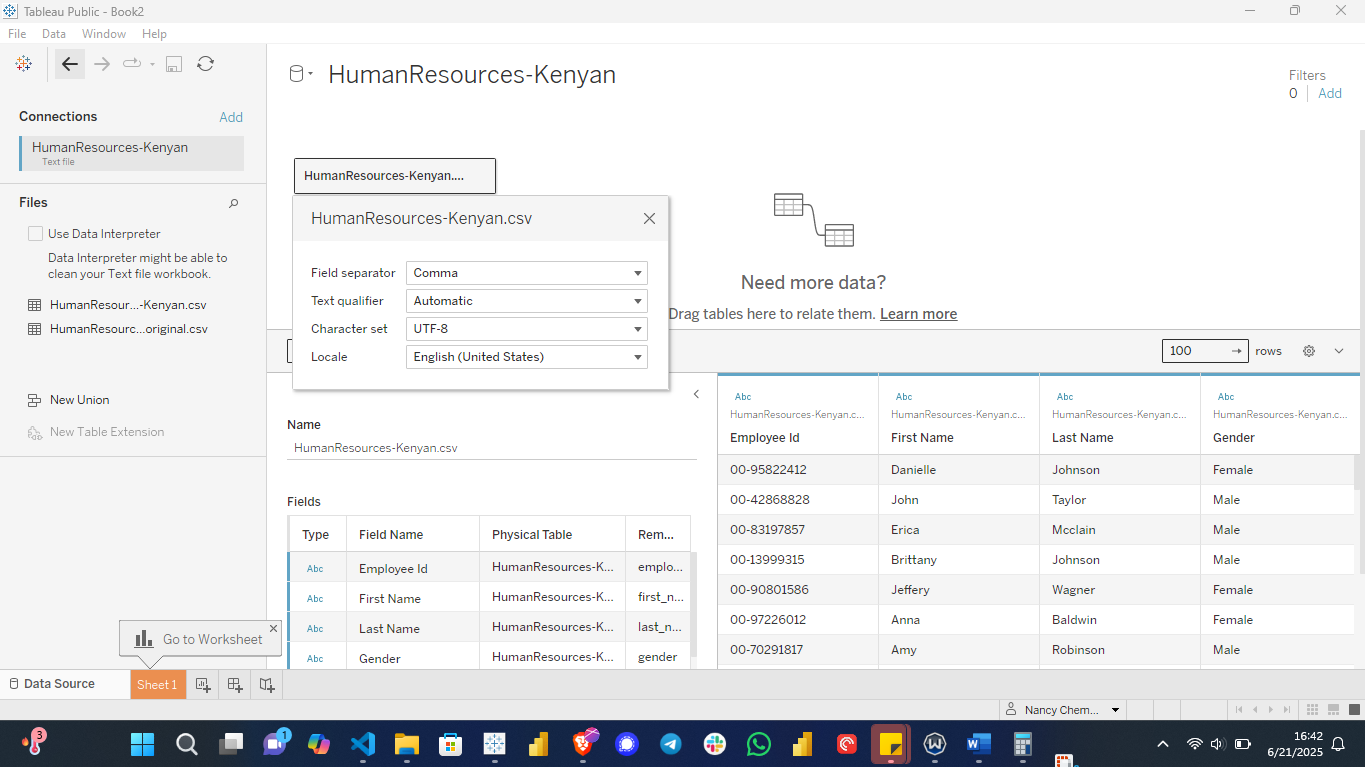 Tableau Public - Book2
File Data Window Help
HumanResources-Kenyan
Filters
0 Add
Connections Add
HumanResources-Kenyan
Text file
Files
Use Data Interpreter
Data Interpreter might be able to
clean your Text file workbook.
HumanResour...-Kenyan.csv
HumanResourc...original.csv
New Union
New Table Extension
HumanResources-Kenyan....
HumanResources-Kenyan.csv
Field separator Comma
Text qualifier Automatic
Character set UTF-8
Locale English (United States)
Need more data?
Drag tables here to relate them. Learn more
100 rows
Name
HumanResources-Kenyan.csv
Fields
Type Field Name Physical Table Rem...
Abc Employee Id HumanResources-K... emplo...
Abc First Name HumanResources-K... first_n...
Abc Last Name HumanResources-K... last_n...
Abc Gender HumanResources-K... gender
Abc Abc Abc Abc
HumanResources-Kenyan.c... HumanResources-Kenyan.c... HumanResources-Kenyan.c... HumanResources-Kenyan.c...
Employee Id First Name Last Name Gender
00-95822412 Danielle Johnson Female
00-42868828 John Taylor Male
00-83197857 Erica Mcclain Male
00-13999315 Brittany Johnson Male
00-90801586 Jeffery Wagner Female
00-97226012 Anna Baldwin Female
00-70291817 Amy Robinson Male
Go to Worksheet
Data Source Sheet 1
Nancy Chem...
3
1
16:42
6/21/2025